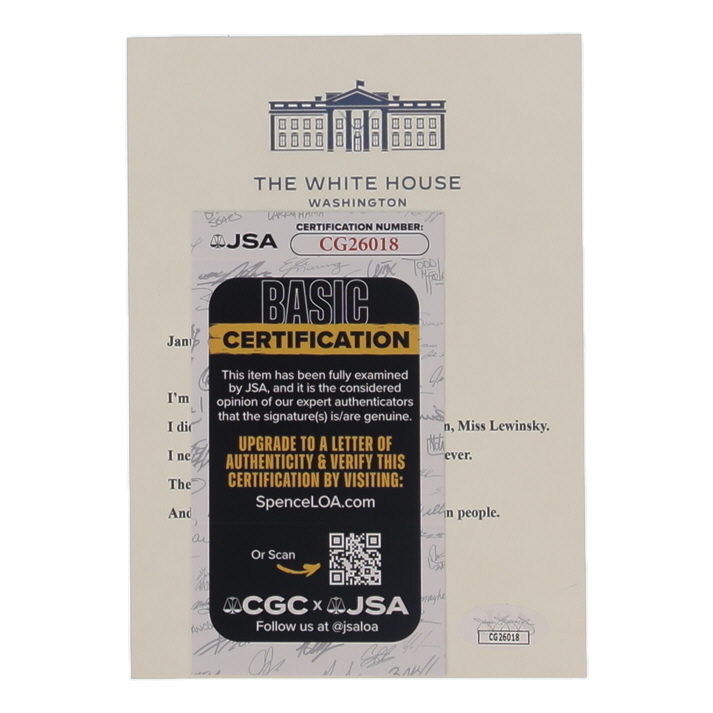 THE WHITE HOUSE
WASHINGTON
JSA
CERTIFICATION NUMBER:
CG26018
BASIC
CERTIFICATION
This item has been fully examined
by JSA, and it is the considered
opinion of our expert authenticators
that the signature(s) is/are genuine.
UPGRADE TO A LETTER OF
AUTHENTICITY & VERIFY THIS
CERTIFICATION BY VISITING:
SpenceLOA.com
Or Scan
CGC x JSA
Follow us at @jsaloa
Janu
I'm
I did n, Miss Lewinsky.
I ne ever.
The
And n people.
CG26018